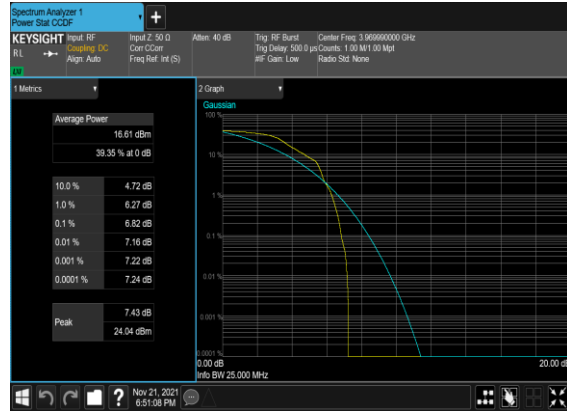 Spectrum Analyzer 1
Power Stat CCDF
KEYSIGHT
RL
Input: RF
Coupling: DC
Align: Auto
Input Z: 50 Ω
Corr CCorr
Freq Ref: Int (S)
Atten: 40 dB
Trig: RF Burst
Trig Delay: 500.0 µs
#IF Gain: Low
Center Freq: 3.969990000 GHz
Counts: 1.00 M/1.00 Mpt
Radio Std: None
1 Metrics
Average Power
16.61 dBm
39.35 % at 0 dB
10.0 % 4.72 dB
1.0 % 6.27 dB
0.1 % 6.82 dB
0.01 % 7.16 dB
0.001 % 7.22 dB
0.0001 % 7.24 dB
Peak
7.43 dB
24.04 dBm
2 Graph
Gaussian
100 %
10 %
1 %
0.1 %
0.01 %
0.001 %
0.0001 %
0.00 dB
20.00 dB
Info BW 25.000 MHz
?
Nov 21, 2021
6:51:08 PM